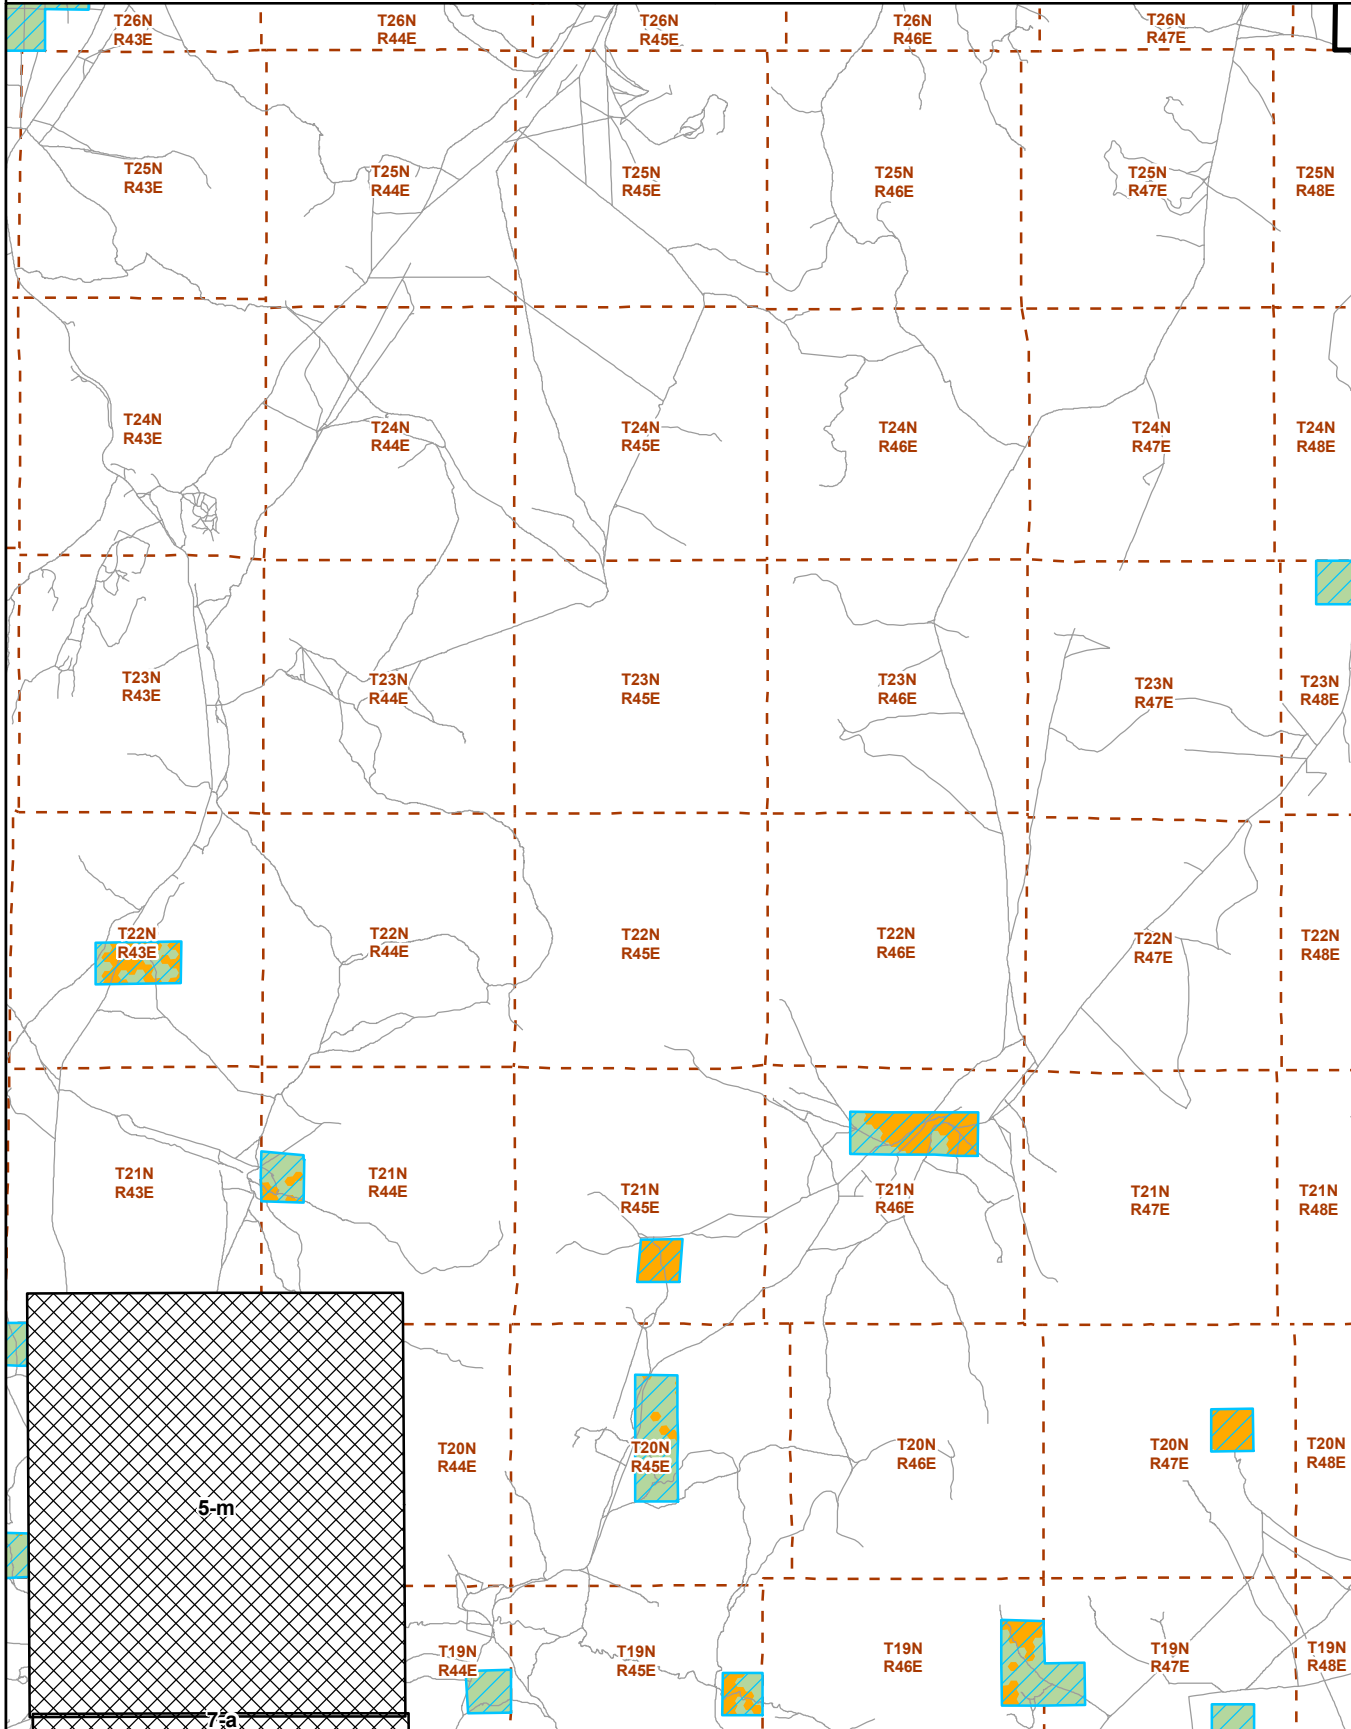 T26N
R43E
T26N
R44E
T26N
R45E
T26N
R46E
T26N
R47E
T25N
R43E
T25N
R44E
T25N
R45E
T25N
R46E
T25N
R47E
T25N
R48E
T24N
R43E
T24N
R44E
T24N
R45E
T24N
R46E
T24N
R47E
T24N
R48E
T23N
R43E
T23N
R44E
T23N
R45E
T23N
R46E
T23N
R47E
T23N
R48E
T22N
R43E
T22N
R44E
T22N
R45E
T22N
R46E
T22N
R47E
T22N
R48E
T21N
R43E
T21N
R44E
T21N
R45E
T21N
R46E
T21N
R47E
T21N
R48E
T20N
R44E
T20N
R45E
T20N
R46E
T20N
R47E
T20N
R48E
5-m
T19N
R44E
T19N
R45E
T19N
R46E
T19N
R47E
T19N
R48E
7-a